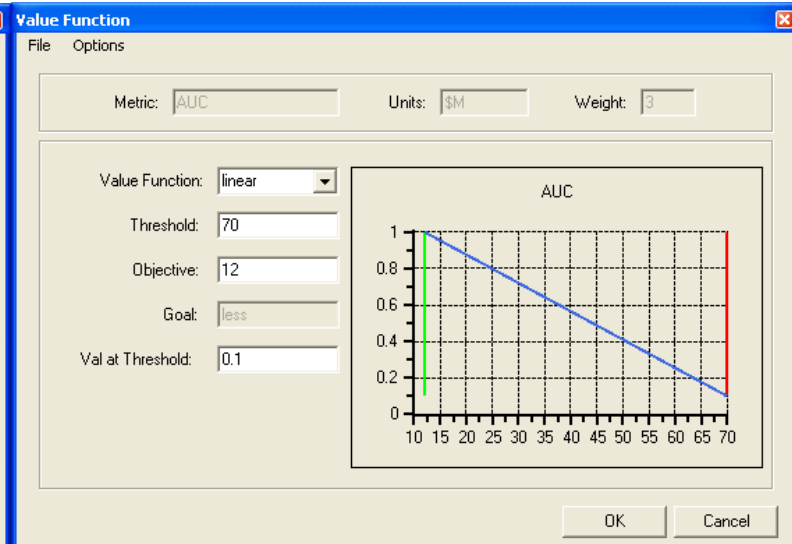 Value Function
File Options
Metric: AUC Units: $M Weight: 3
Value Function: linear
Threshold: 70
Objective: 12
Goal: less
Val at Threshold: 0.1
AUC
1
0.8
0.6
0.4
0.2
0
10 15 20 25 30 35 40 45 50 55 60 65 70
OK Cancel